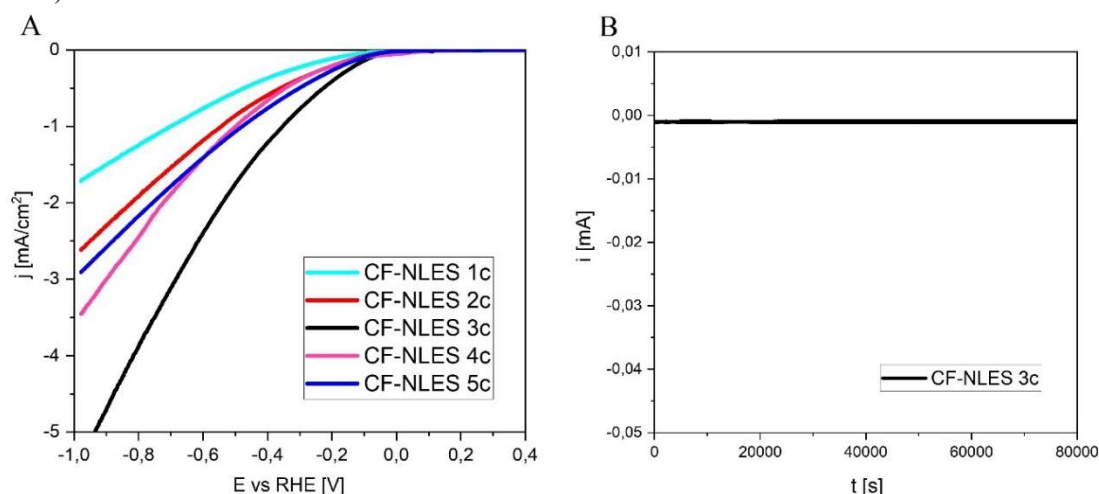 A
0
-1
-2
-3
-4
-5
j [mA/cm²]
-1,0 -0,8 -0,6 -0,4 -0,2 0,0 0,2 0,4
E vs RHE [V]
CF-NLES 1c
CF-NLES 2c
CF-NLES 3c
CF-NLES 4c
CF-NLES 5c
B
0,01
0,00
-0,01
-0,02
-0,03
-0,04
-0,05
i [mA]
0 20000 40000 60000 80000
t [s]
CF-NLES 3c